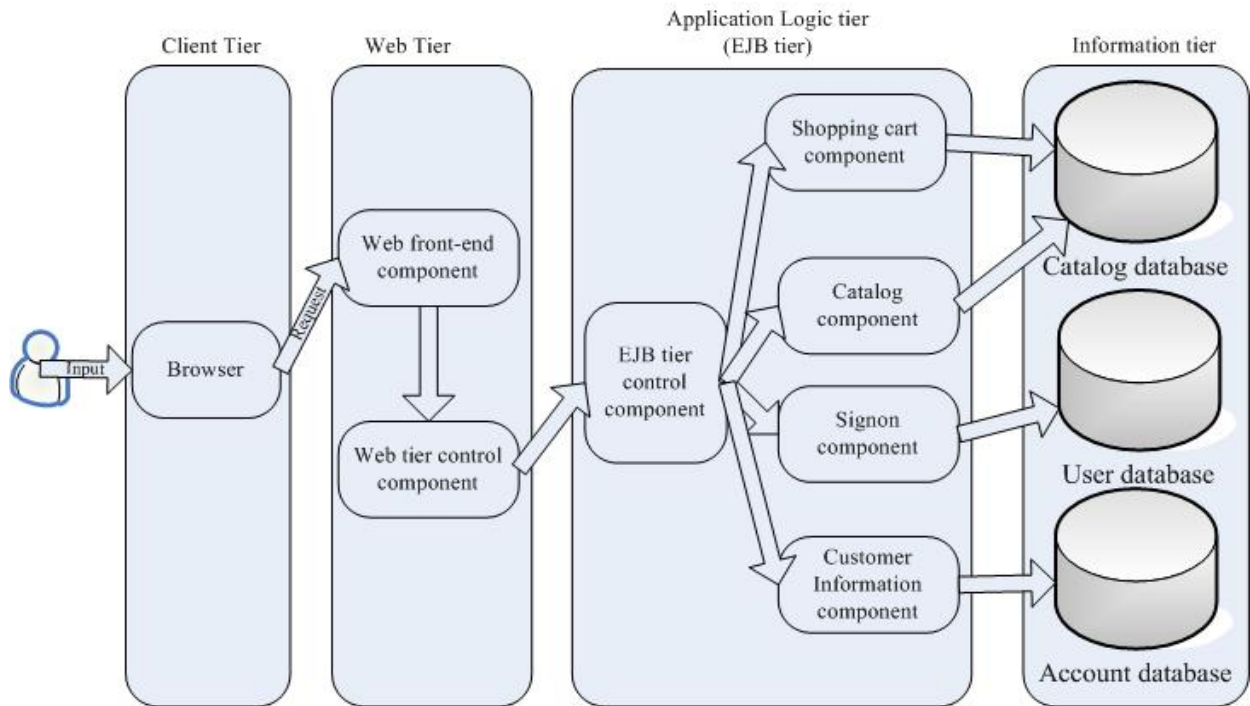 Client Tier
Web Tier
Application Logic tier
(EJB tier)
Information tier
Input
Browser
Request
Web front-end
component
Web tier control
component
EJB tier
control
component
Shopping cart
component
Catalog
component
Signon
component
Customer
Information
component
Catalog database
User database
Account database